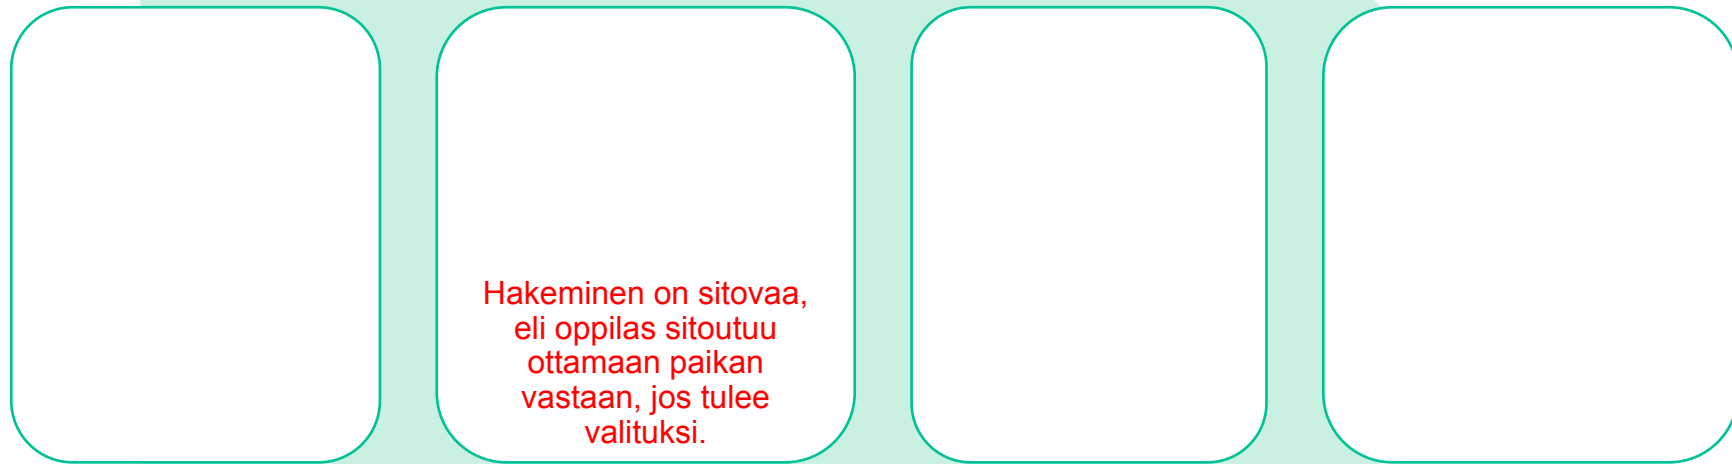 Hakeminen on sitovaa,
eli oppilas sitoutuu
ottamaan paikan
vastaan, jos tulee
valituksi.